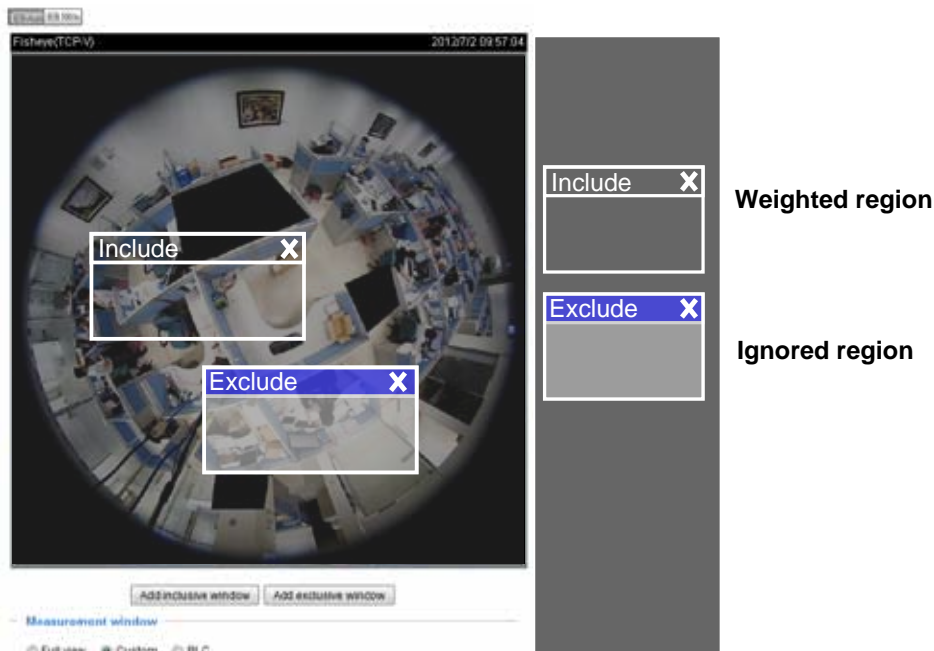 Fisheye(TCP-V)
2012/7/2 09:57:04
Include
Weighted region
Include
Exclude
Ignored region
Exclude
Add inclusive window
Add exclusive window
Measurement window
Full view
Custom
BLC